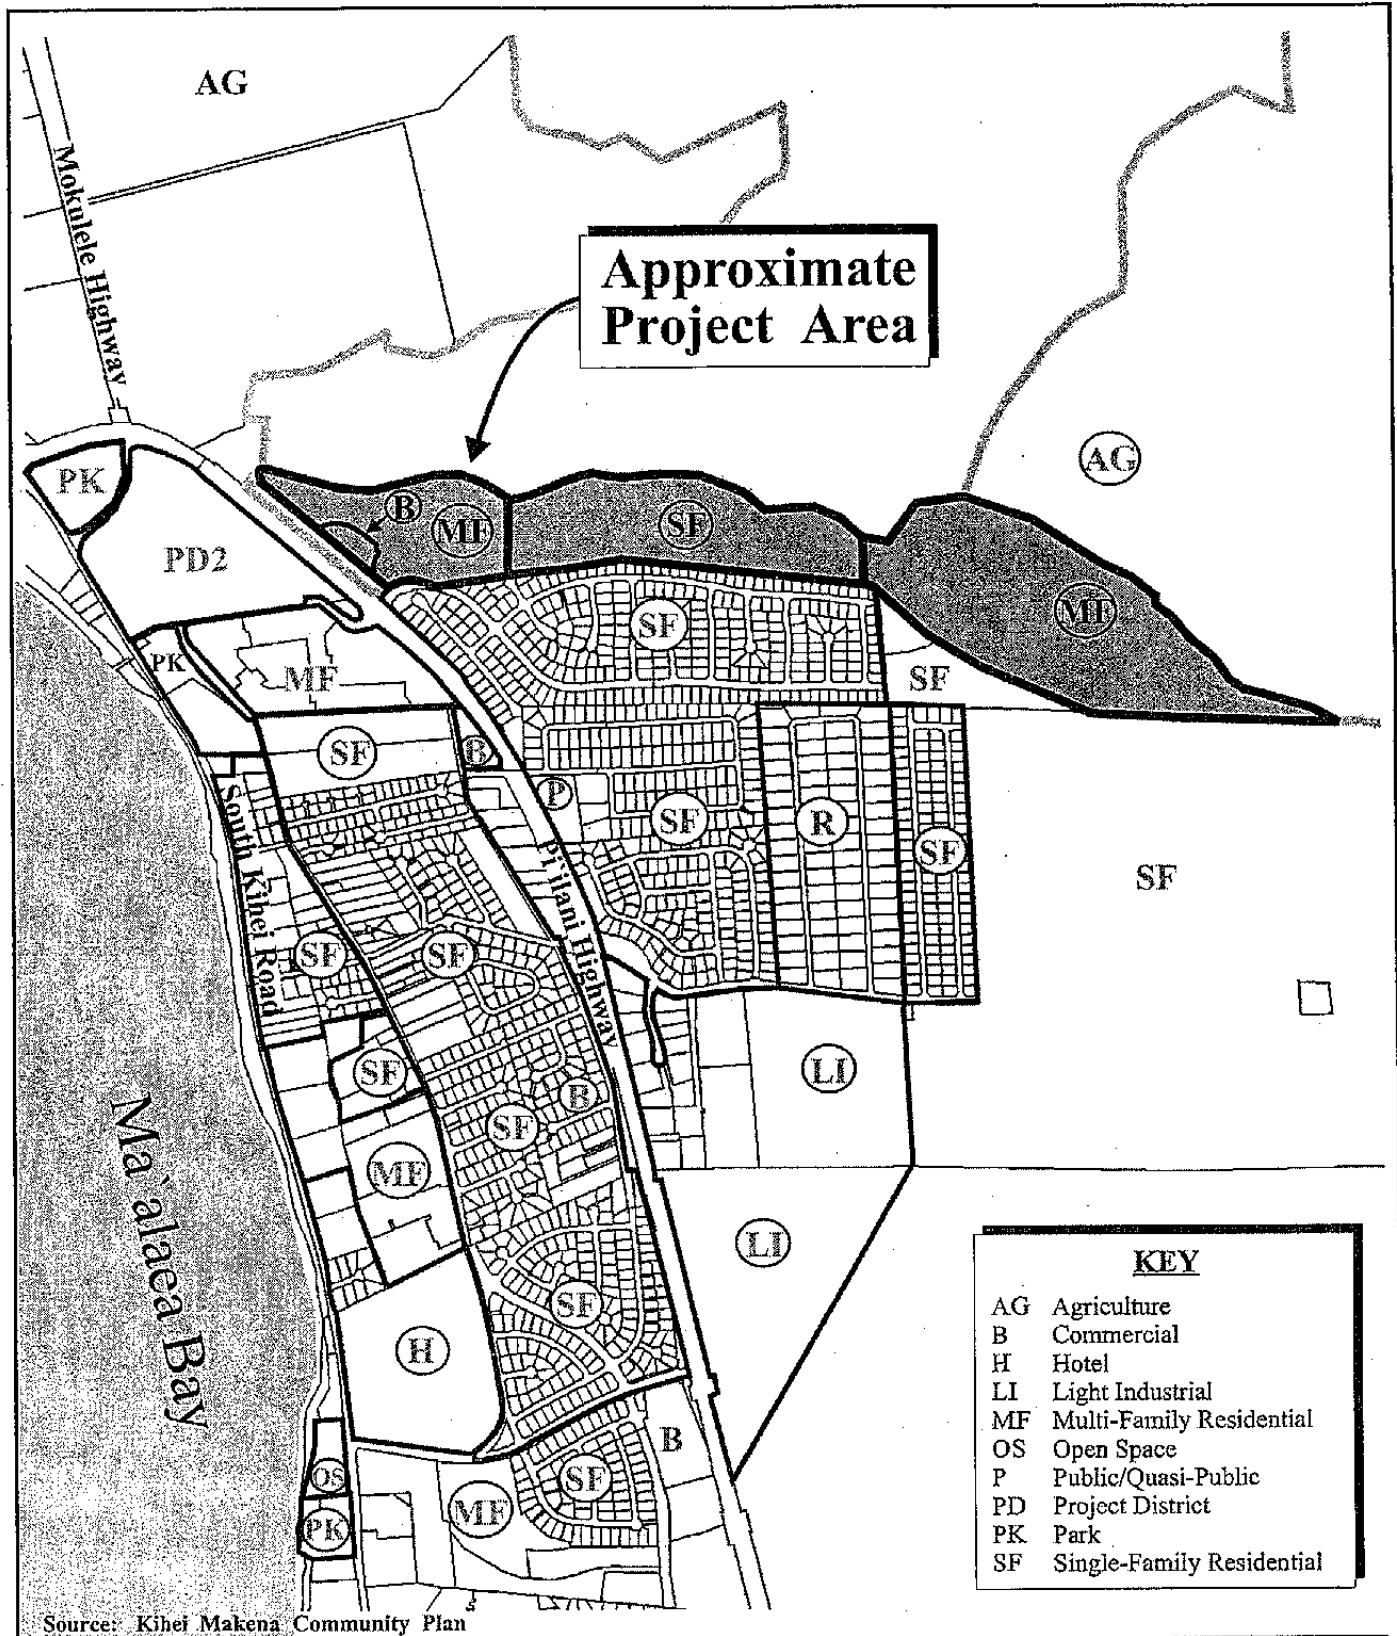 AG
Mokulele Highway
Approximate
Project Area
AG
PK
B
MF
SF
PD2
MF
SF
PK
MF
SF
SF
B
P
SF
R
SF
SF
South Kihei Road
Pi`ilani Highway
SF
SF
SF
LI
B
SF
MF
Ma`alaea Bay
LI
SF
H
B
OS
SF
MF
PK
KEY
AG Agriculture
B Commercial
H Hotel
LI Light Industrial
MF Multi-Family Residential
OS Open Space
P Public/Quasi-Public
PD Project District
PK Park
SF Single-Family Residential
Source: Kihei Makena Community Plan